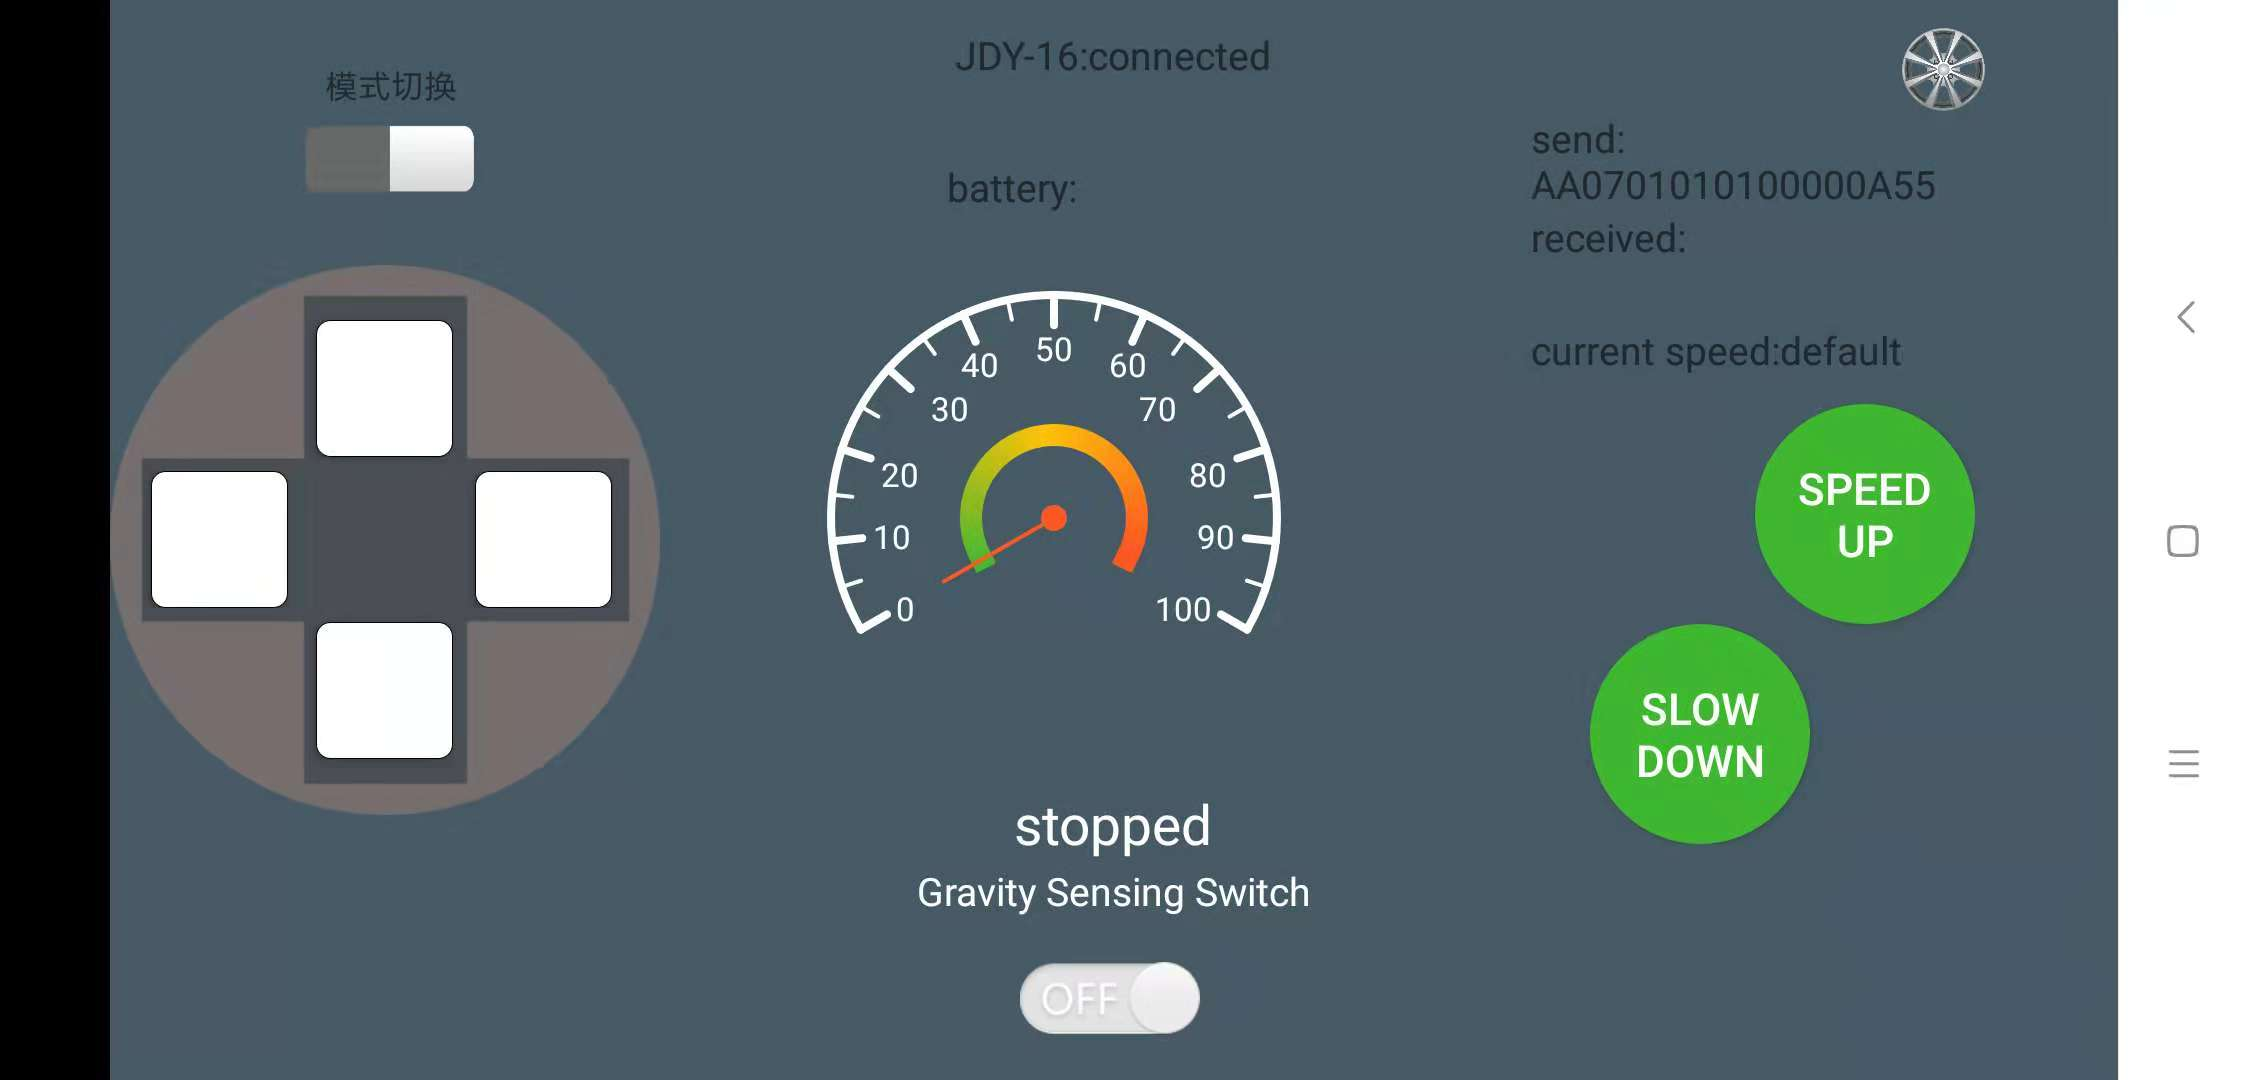 JDY-16:connected
模式切换
battery:
send:
AA0701010100000A55
received:
current speed:default
0
10
20
30
40
50
60
70
80
90
100
SPEED
UP
SLOW
DOWN
stopped
Gravity Sensing Switch
OFF